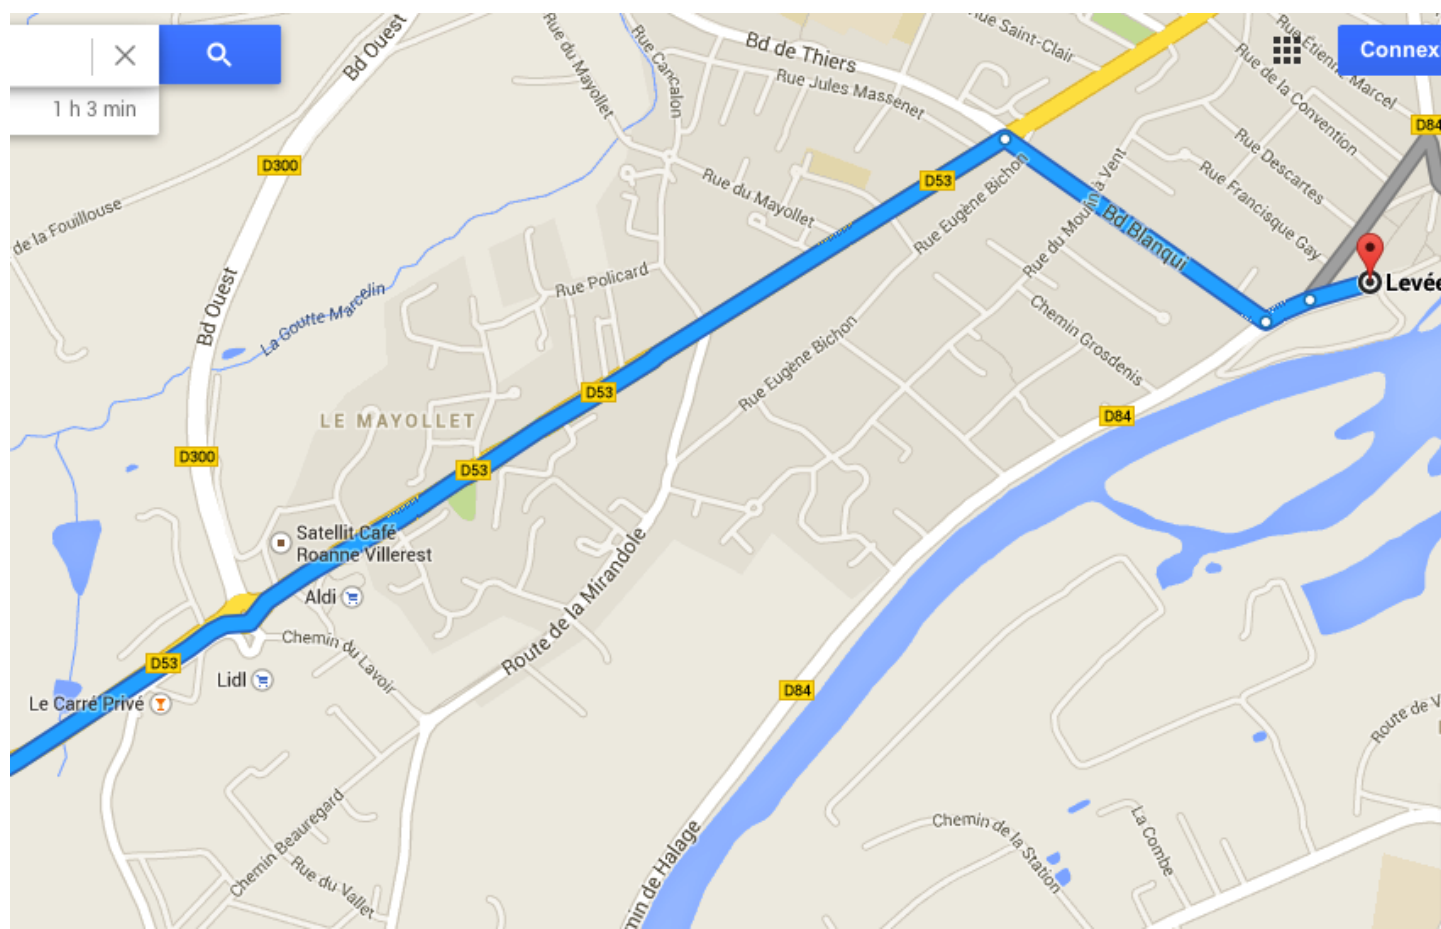 Bd Ouest
Rue du Mayollet
Rue Cancalon
Bd de Thiers
Rue Jules Massenet
Rue Saint-Clair
Rue Étienne Marcel
Rue de la Convention
Connex
1 h 3 min
D300
D84
D53
Rue Descartes
Rue Francisque Gay
Rue du Mayollet
Rue Eugène Bichon
Rue du Moulin à Vent
Bd Blanqui
de la Fouillouse
Bd Ouest
La Goutte Marcelin
Rue Policard
Levée
Chemin Grosdenis
Rue Eugène Bichon
D53
LE MAYOLLET
D84
D300
D53
Satellit Café
Roanne Villerest
Aldi
Route de la Mirandole
Chemin du Lavoir
D53
Lidl
Le Carré Privé
D84
Route de V
Chemin Beauregard
Rue du Vallet
min de Halage
Chemin de la Station
La Combe